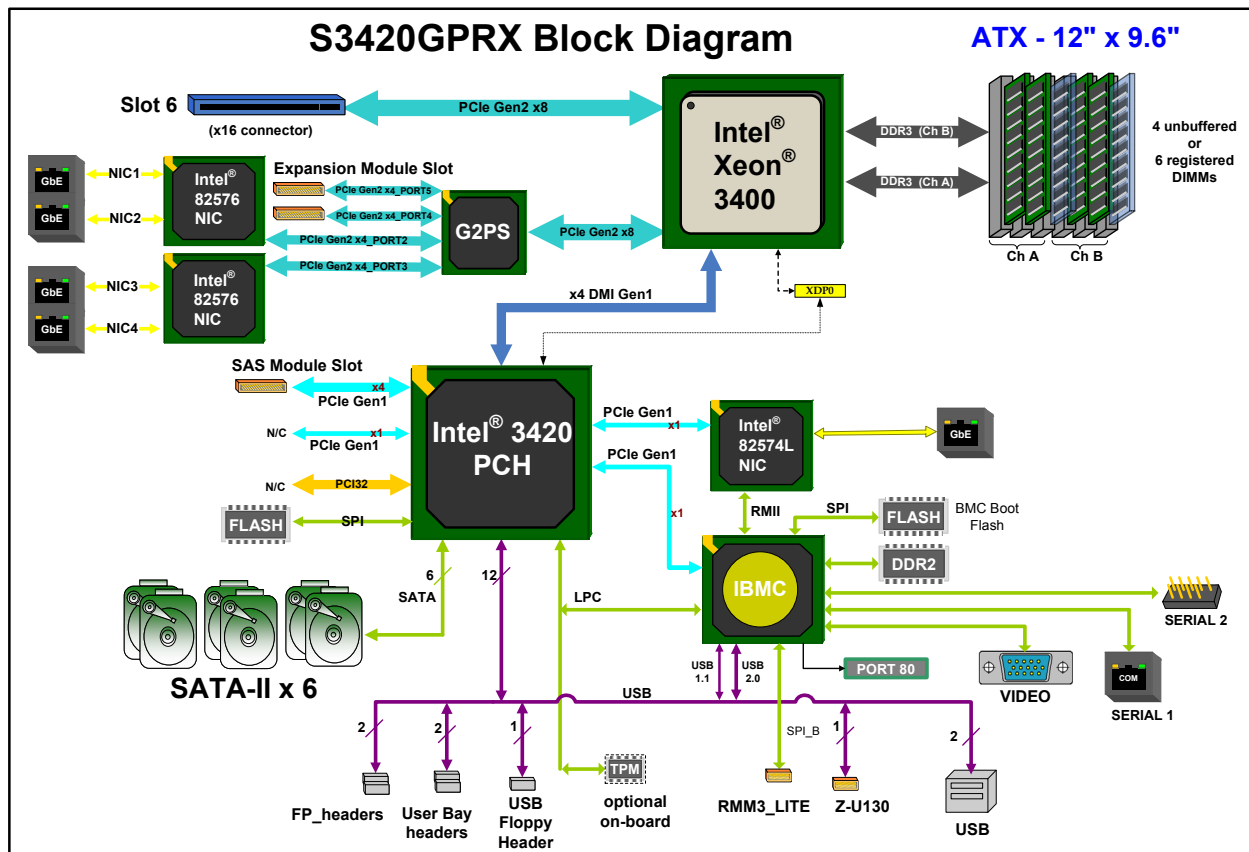 S3420GPRX Block Diagram
ATX - 12" x 9.6"
Slot 6
(x16 connector)
PCIe Gen2 x8
Intel®
Xeon®
3400
DDR3 (Ch B)
DDR3 (Ch A)
4 unbuffered
or
6 registered
DIMMs
Ch A
Ch B
GbE
GbE
NIC1
NIC2
Intel®
82576
NIC
Expansion Module Slot
PCIe Gen2 x4_PORT5
PCIe Gen2 x4_PORT4
PCIe Gen2 x4_PORT2
PCIe Gen2 x4_PORT3
G2PS
PCIe Gen2 x8
GbE
GbE
NIC3
NIC4
Intel®
82576
NIC
x4 DMI Gen1
XDP0
SAS Module Slot
x4
PCIe Gen1
N/C
x1
PCIe Gen1
N/C
PCI32
FLASH
SPI
Intel® 3420
PCH
PCIe Gen1
x1
PCIe Gen1
x1
Intel®
82574L
NIC
GbE
RMII
SPI
FLASH
BMC Boot
Flash
DDR2
IBMC
6
SATA
12
LPC
SATA-II x 6
USB
1.1
USB
2.0
PORT 80
VIDEO
SERIAL 2
COM
SERIAL 1
USB
2
2
1
SPI_B
1
2
TPM
FP_headers
User Bay
headers
USB
Floppy
Header
optional
on-board
RMM3_LITE
Z-U130
USB